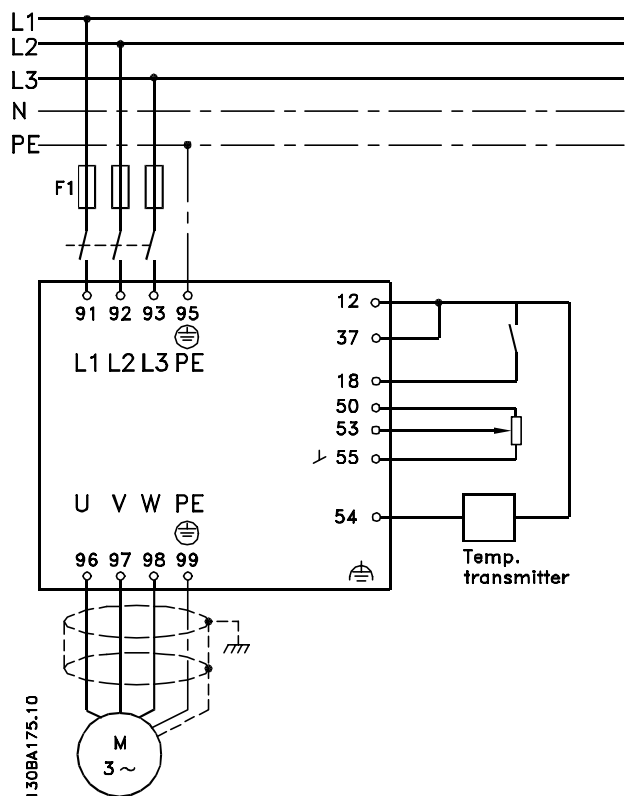 L1
L2
L3
N
PE
F1
91 92 93 95
L1 L2 L3 PE
12
37
18
50
53
55
54
Temp.
transmitter
U V W PE
96 97 98 99
M
3 ~
130BA175.10